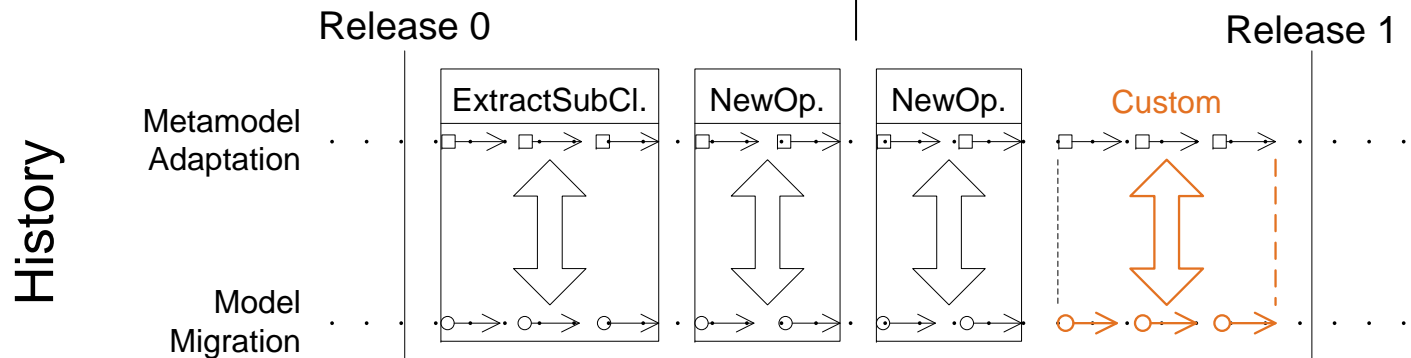 Release 0
Release 1
ExtractSubCl.
NewOp.
NewOp.
Custom
Metamodel
Adaptation
History
Model
Migration